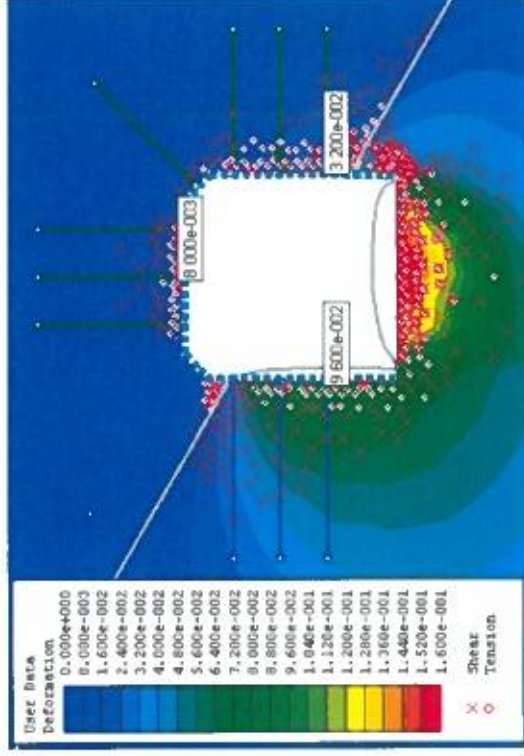 User Data
Deformation
0.000e+000
8.000e-003
1.600e-002
2.400e-002
3.200e-002
4.000e-002
4.800e-002
5.600e-002
6.400e-002
7.200e-002
8.000e-002
8.800e-002
9.600e-002
1.040e-001
1.120e-001
1.200e-001
1.280e-001
1.360e-001
1.440e-001
1.520e-001
1.600e-001
Shear
Tension
8 000e-003
9 600e-002
3 200e-002